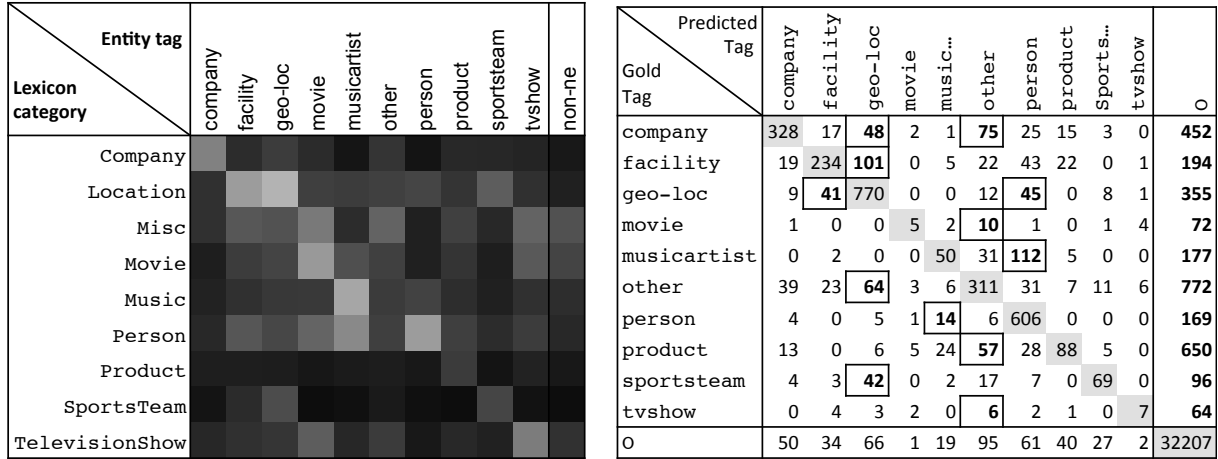 Entity tag
Lexicon category
company facility geo-loc movie musicartist other person product sportsteam tvshow non-ne
Company
Location
Misc
Movie
Music
Person
Product
SportsTeam
TelevisionShow
Predicted Tag
Gold Tag
company facility geo-loc movie music… other person product Sports… tvshow O
company 328 17 48 2 1 75 25 15 3 0 452
facility 19 234 101 0 5 22 43 22 0 1 194
geo-loc 9 41 770 0 0 12 45 0 8 1 355
movie 1 0 0 5 2 10 1 0 1 4 72
musicartist 0 2 0 0 50 31 112 5 0 0 177
other 39 23 64 3 6 311 31 7 11 6 772
person 4 0 5 1 14 6 606 0 0 0 169
product 13 0 6 5 24 57 28 88 5 0 650
sportsteam 4 3 42 0 2 17 7 0 69 0 96
tvshow 0 4 3 2 0 6 2 1 0 7 64
O 50 34 66 1 19 95 61 40 27 2 32207